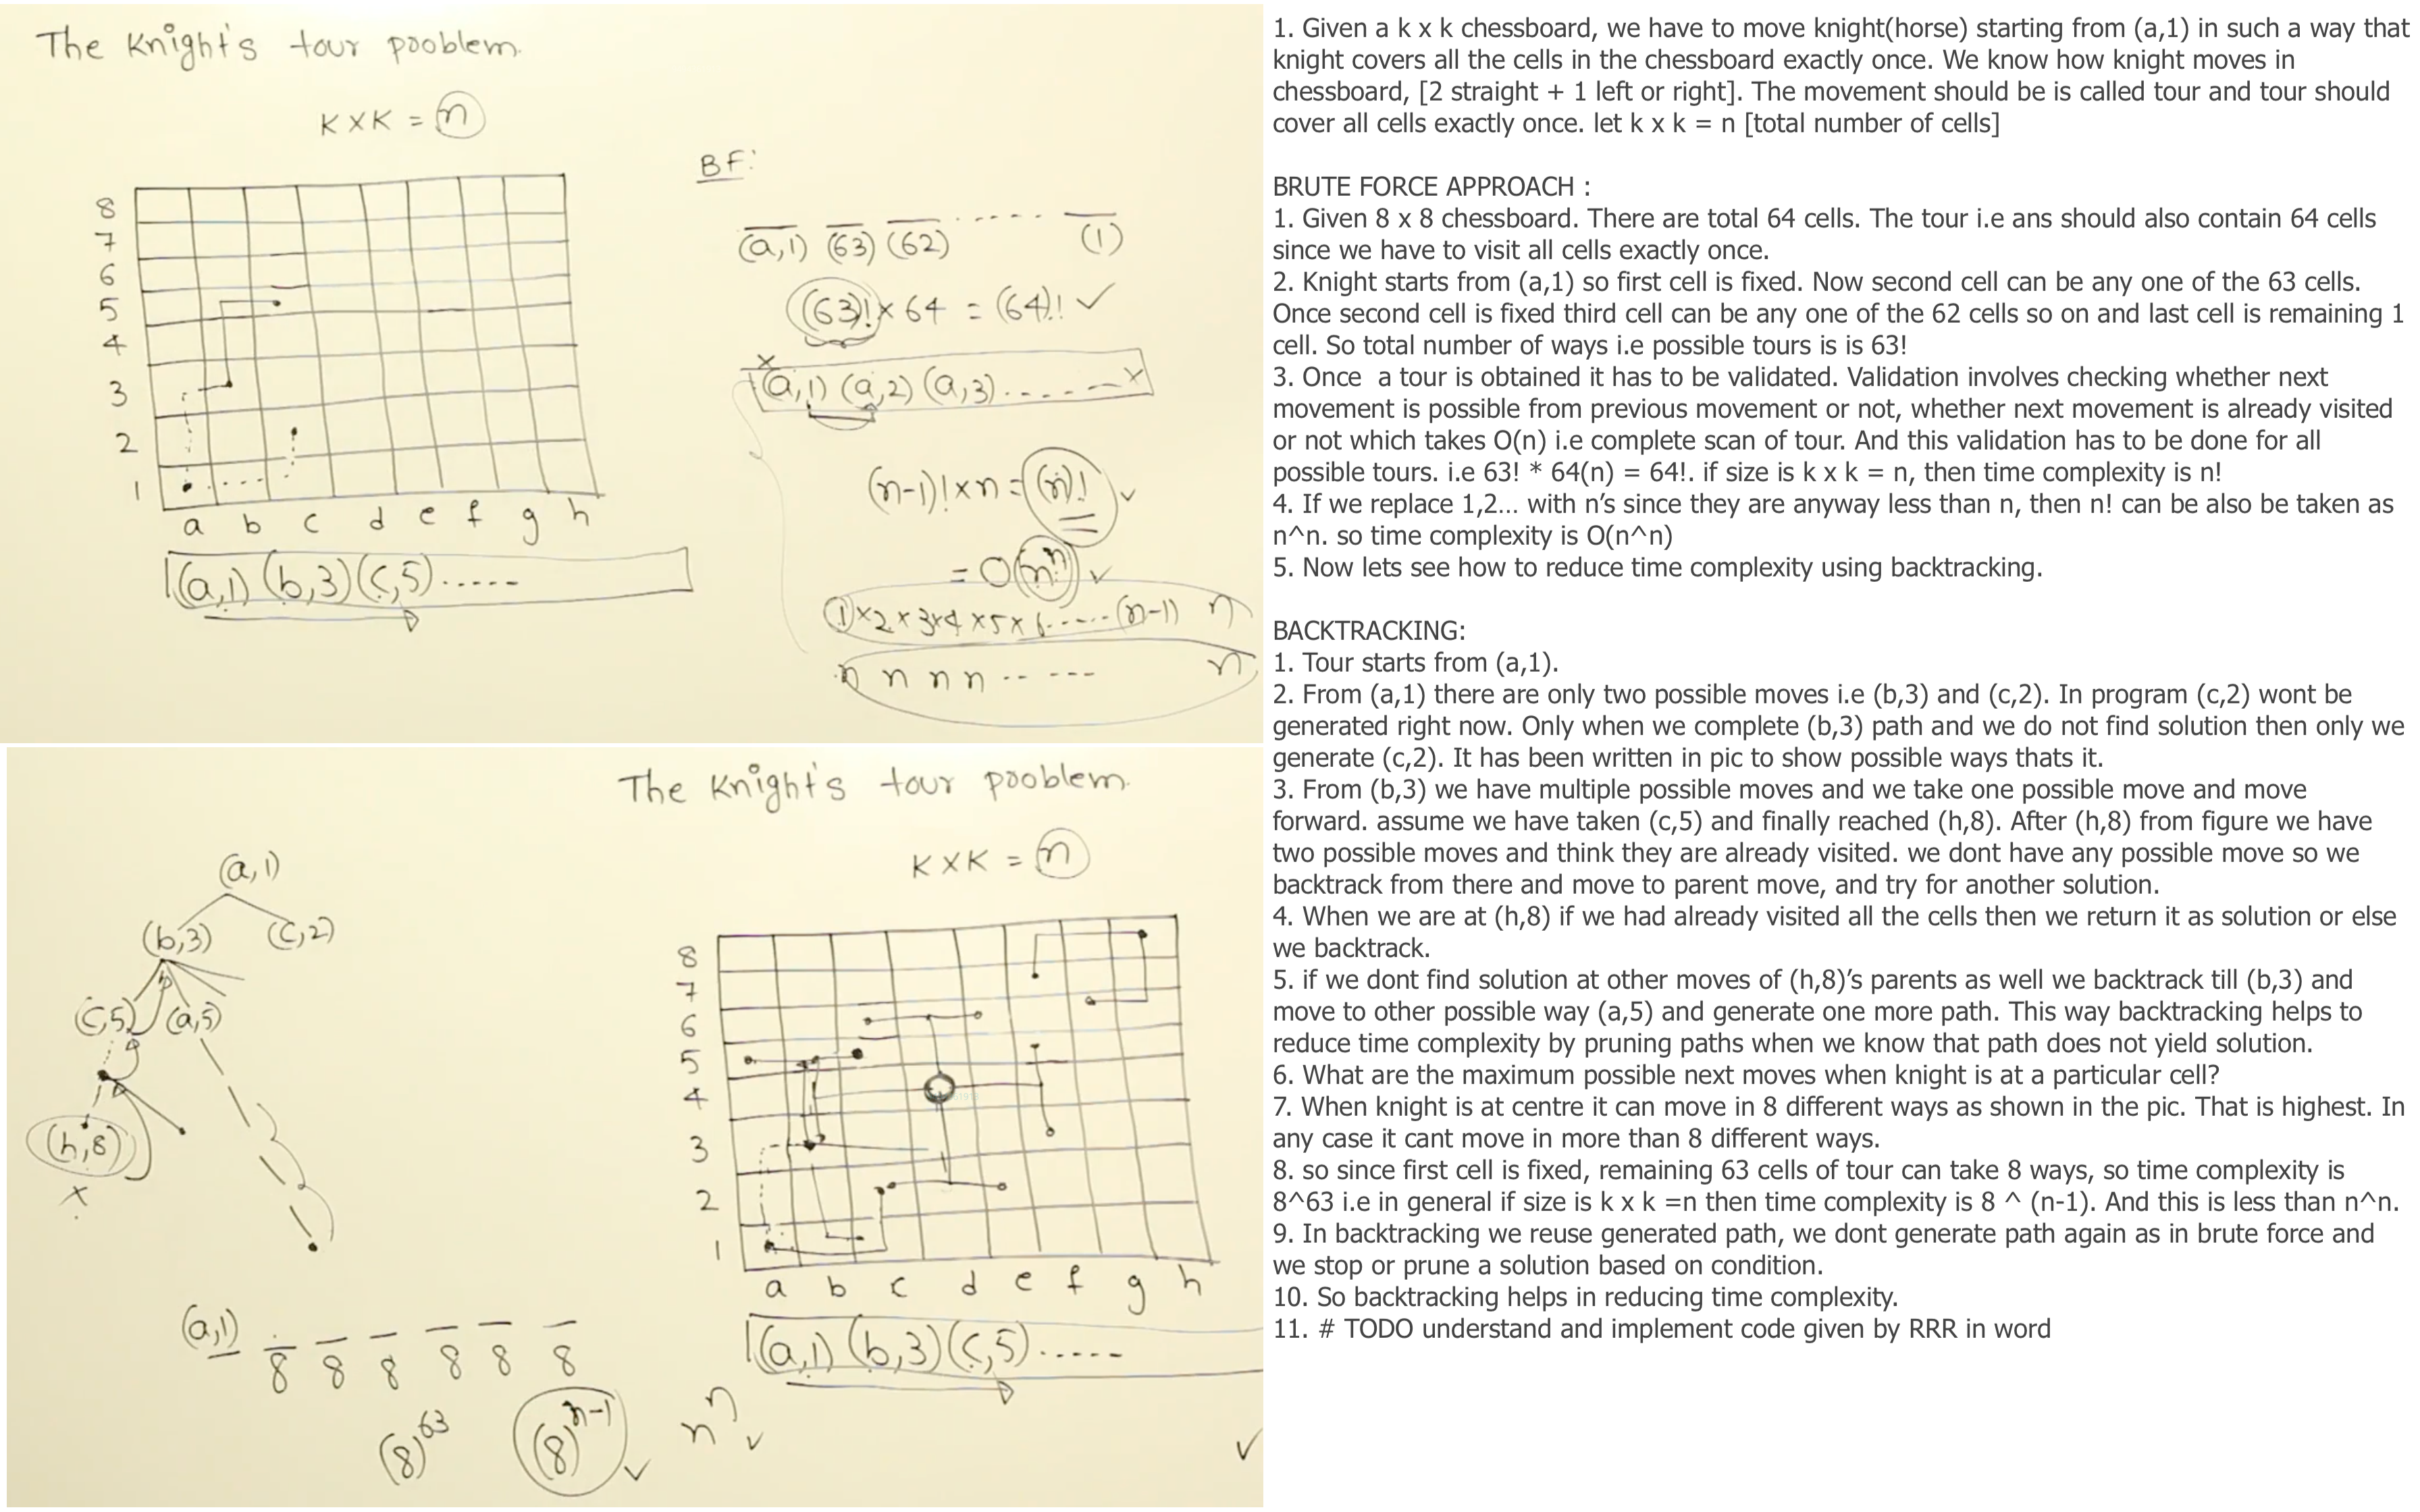 The Knight's tour problem.
K X K = n
8
7
6
5
4
3
2
1
a b c d e f g h
(a,1) (b,3) (c,5) .....
BF:
(a,1) (63) (62) ..... (1)
(63)! x 64 = (64)! ✓
x
(a,1) (a,2) (a,3) ..... x
(n-1)! x n = (n)! ✓
= O(n^n) ✓
1 x 2 x 3 x 4 x 5 x 6 ..... (n-1) n
n n n n ..... n
The Knight's tour problem.
K X K = n
(a,1)
(b,3) (c,2)
(c,5) (a,5)
(h,8)
x
8
7
6
5
4
3
2
1
a b c d e f g h
(a,1) (b,3) (c,5) .....
(a,1) 8 8 8 8 8 8
(8)^63 (8)^n-1 ✓ n^n ✓
✓
1. Given a k x k chessboard, we have to move knight(horse) starting from (a,1) in such a way that
knight covers all the cells in the chessboard exactly once. We know how knight moves in
chessboard, [2 straight + 1 left or right]. The movement should be is called tour and tour should
cover all cells exactly once. let k x k = n [total number of cells]
BRUTE FORCE APPROACH :
1. Given 8 x 8 chessboard. There are total 64 cells. The tour i.e ans should also contain 64 cells
since we have to visit all cells exactly once.
2. Knight starts from (a,1) so first cell is fixed. Now second cell can be any one of the 63 cells.
Once second cell is fixed third cell can be any one of the 62 cells so on and last cell is remaining 1
cell. So total number of ways i.e possible tours is is 63!
3. Once  a tour is obtained it has to be validated. Validation involves checking whether next
movement is possible from previous movement or not, whether next movement is already visited
or not which takes O(n) i.e complete scan of tour. And this validation has to be done for all
possible tours. i.e 63! * 64(n) = 64!. if size is k x k = n, then time complexity is n!
4. If we replace 1,2... with n’s since they are anyway less than n, then n! can be also be taken as
n^n. so time complexity is O(n^n)
5. Now lets see how to reduce time complexity using backtracking.
BACKTRACKING:
1. Tour starts from (a,1).
2. From (a,1) there are only two possible moves i.e (b,3) and (c,2). In program (c,2) wont be
generated right now. Only when we complete (b,3) path and we do not find solution then only we
generate (c,2). It has been written in pic to show possible ways thats it.
3. From (b,3) we have multiple possible moves and we take one possible move and move
forward. assume we have taken (c,5) and finally reached (h,8). After (h,8) from figure we have
two possible moves and think they are already visited. we dont have any possible move so we
backtrack from there and move to parent move, and try for another solution.
4. When we are at (h,8) if we had already visited all the cells then we return it as solution or else
we backtrack.
5. if we dont find solution at other moves of (h,8)’s parents as well we backtrack till (b,3) and
move to other possible way (a,5) and generate one more path. This way backtracking helps to
reduce time complexity by pruning paths when we know that path does not yield solution.
6. What are the maximum possible next moves when knight is at a particular cell?
7. When knight is at centre it can move in 8 different ways as shown in the pic. That is highest. In
any case it cant move in more than 8 different ways.
8. so since first cell is fixed, remaining 63 cells of tour can take 8 ways, so time complexity is
8^63 i.e in general if size is k x k =n then time complexity is 8 ^ (n-1). And this is less than n^n.
9. In backtracking we reuse generated path, we dont generate path again as in brute force and
we stop or prune a solution based on condition.
10. So backtracking helps in reducing time complexity.
11. # TODO understand and implement code given by RRR in word